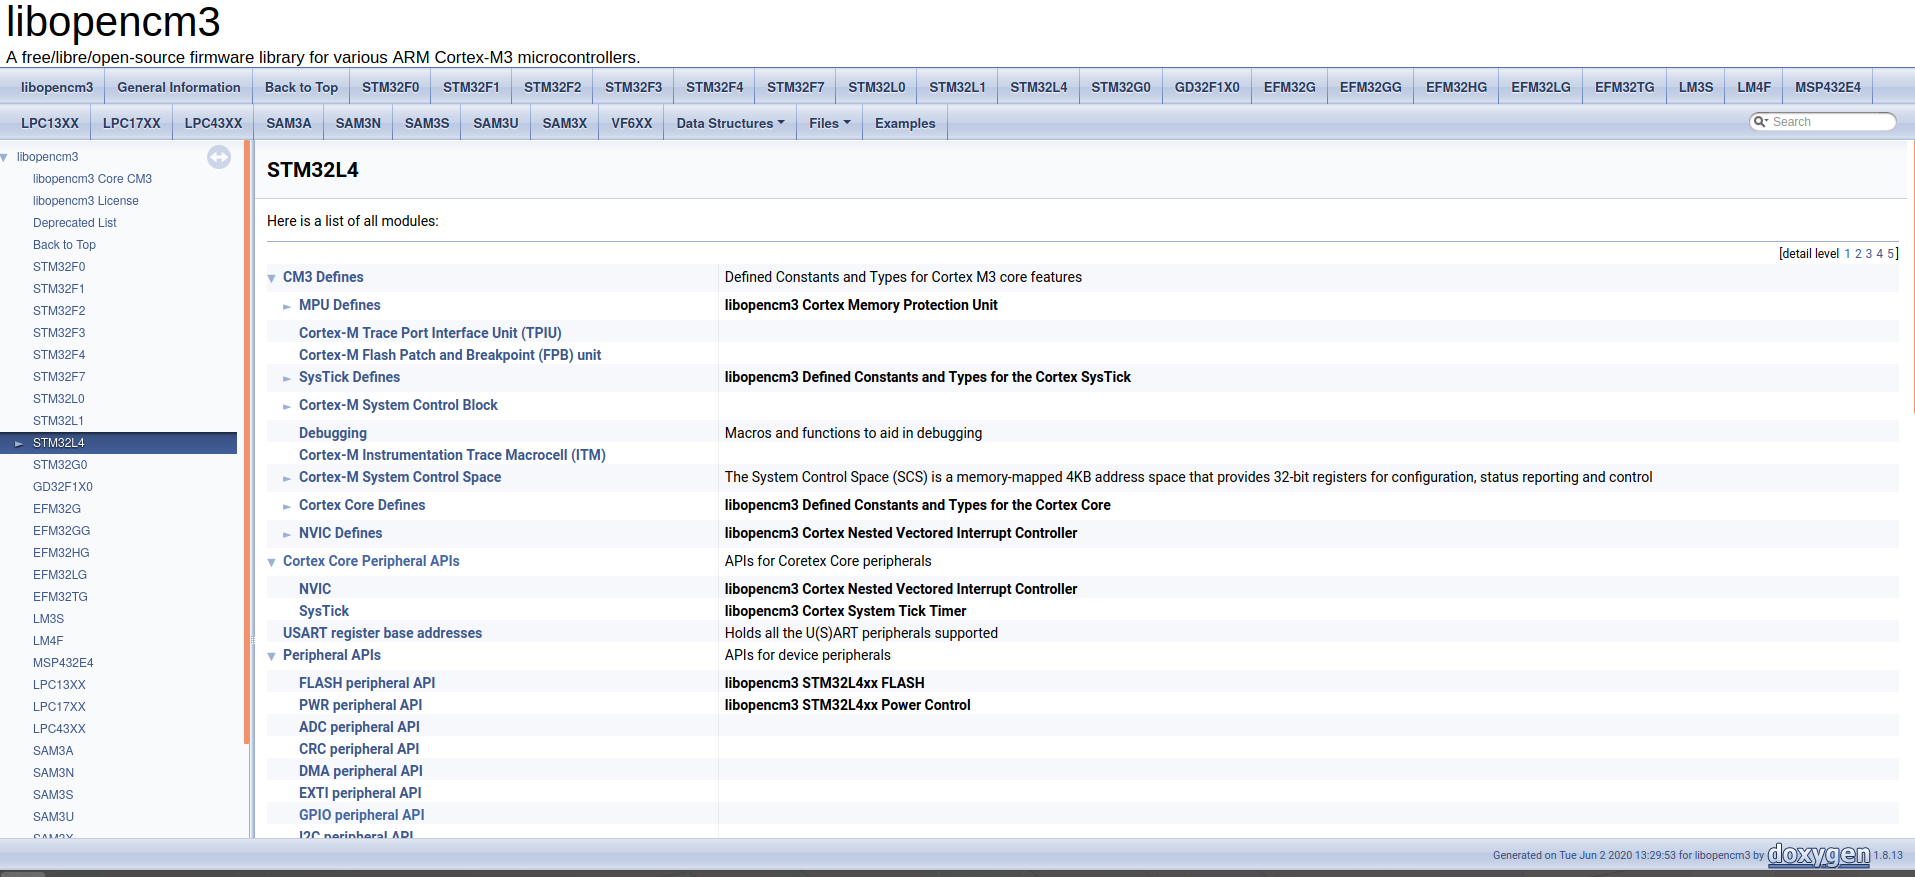 libopencm3
A free/libre/open-source firmware library for various ARM Cortex-M3 microcontrollers.
libopencm3 General Information Back to Top STM32F0 STM32F1 STM32F2 STM32F3 STM32F4 STM32F7 STM32L0 STM32L1 STM32L4 STM32G0 GD32F1X0 EFM32G EFM32GG EFM32HG EFM32LG EFM32TG LM3S LM4F MSP432E4
LPC13XX LPC17XX LPC43XX SAM3A SAM3N SAM3S SAM3U SAM3X VF6XX Data Structures Files Examples Search
libopencm3
libopencm3 Core CM3
libopencm3 License
Deprecated List
Back to Top
STM32F0
STM32F1
STM32F2
STM32F3
STM32F4
STM32F7
STM32L0
STM32L1
STM32L4
STM32G0
GD32F1X0
EFM32G
EFM32GG
EFM32HG
EFM32LG
EFM32TG
LM3S
LM4F
MSP432E4
LPC13XX
LPC17XX
LPC43XX
SAM3A
SAM3N
SAM3S
SAM3U
SAM3X
STM32L4
Here is a list of all modules:
[detail level 1 2 3 4 5]
CM3 Defines Defined Constants and Types for Cortex M3 core features
MPU Defines libopencm3 Cortex Memory Protection Unit
Cortex-M Trace Port Interface Unit (TPIU)
Cortex-M Flash Patch and Breakpoint (FPB) unit
SysTick Defines libopencm3 Defined Constants and Types for the Cortex SysTick
Cortex-M System Control Block
Debugging Macros and functions to aid in debugging
Cortex-M Instrumentation Trace Macrocell (ITM)
Cortex-M System Control Space The System Control Space (SCS) is a memory-mapped 4KB address space that provides 32-bit registers for configuration, status reporting and control
Cortex Core Defines libopencm3 Defined Constants and Types for the Cortex Core
NVIC Defines libopencm3 Cortex Nested Vectored Interrupt Controller
Cortex Core Peripheral APIs APIs for Coretex Core peripherals
NVIC libopencm3 Cortex Nested Vectored Interrupt Controller
SysTick libopencm3 Cortex System Tick Timer
USART register base addresses Holds all the U(S)ART peripherals supported
Peripheral APIs APIs for device peripherals
FLASH peripheral API libopencm3 STM32L4xx FLASH
PWR peripheral API libopencm3 STM32L4xx Power Control
ADC peripheral API
CRC peripheral API
DMA peripheral API
EXTI peripheral API
GPIO peripheral API
I2C peripheral API
Generated on Tue Jun 2 2020 13:29:53 for libopencm3 by doxygen 1.8.13